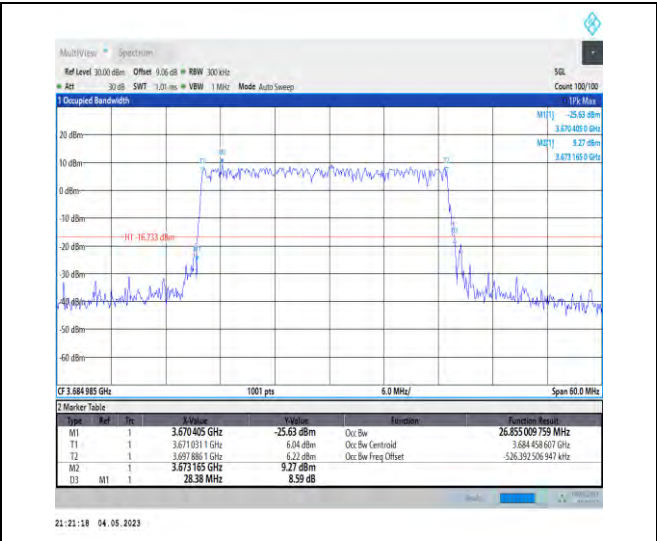 MultiView Spectrum
Ref Level 30.00 dBm Offset 9.06 dB RBW 300 kHz SGL
Att 30 dB SWT 1.01 ms VBW 1 MHz Mode Auto Sweep Count 100/100
1 Occupied Bandwidth 1Pk Max
M1[1] -25.63 dBm
3.670 405 0 GHz
20 dBm M2[1] 9.27 dBm
3.673 165 0 GHz
M2
T1 T2
10 dBm
0 dBm
-10 dBm
H1 -16.733 dBm
-20 dBm
-30 dBm
-40 dBm
-50 dBm
-60 dBm
CF 3.684 985 GHz 1001 pts 6.0 MHz/ Span 60.0 MHz
2 Marker Table
Type Ref Trc X-Value Y-Value Function Function Result
M1 1 3.670 405 GHz -25.63 dBm Occ Bw 26.855 009 759 MHz
T1 1 3.671 031 1 GHz 6.04 dBm Occ Bw Centroid 3.684 458 607 GHz
T2 1 3.697 886 1 GHz 6.22 dBm Occ Bw Freq Offset -526.392 506 947 kHz
M2 1 3.673 165 GHz 9.27 dBm
D3 M1 1 28.38 MHz 8.59 dB
21:21:18 04.05.2023